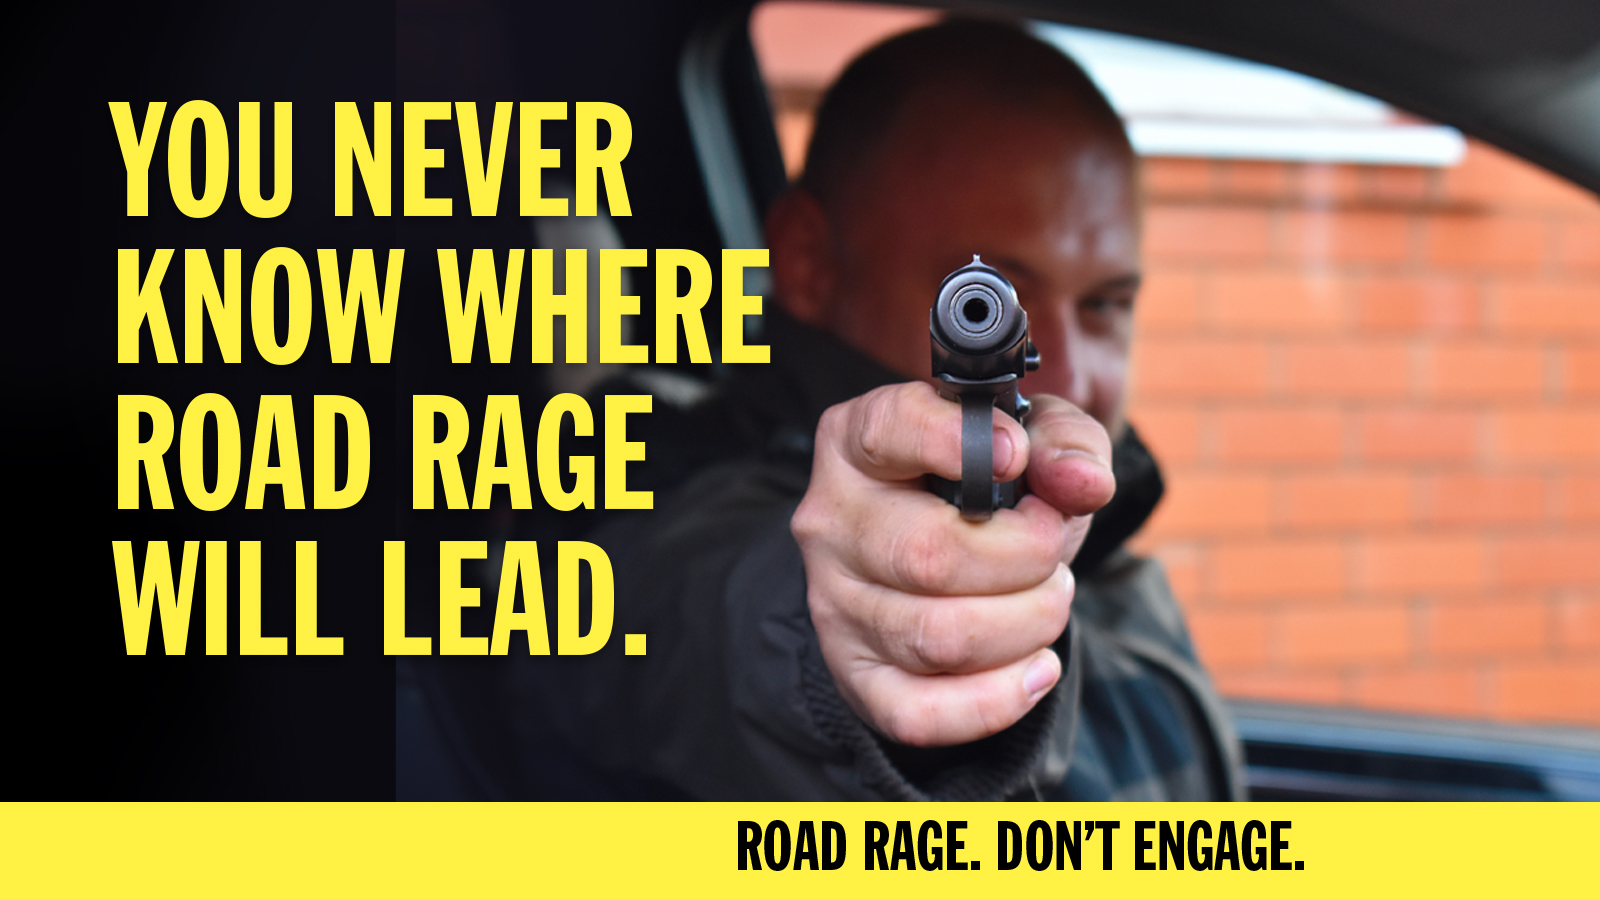 YOU NEVER
KNOW WHERE
ROAD RAGE
WILL LEAD.
ROAD RAGE. DON’T ENGAGE.